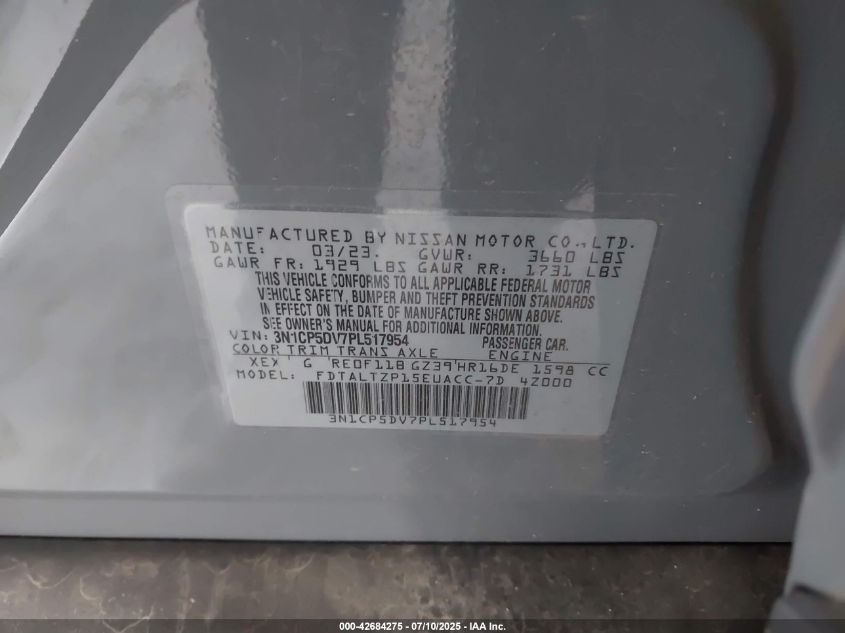 MANUFACTURED BY NISSAN MOTOR CO., LTD.
DATE: 03/23. GVWR: 3660 LBS
GAWR FR: 1929 LBS GAWR RR: 1731 LBS
THIS VEHICLE CONFORMS TO ALL APPLICABLE FEDERAL MOTOR
VEHICLE SAFETY, BUMPER AND THEFT PREVENTION STANDARDS
IN EFFECT ON THE DATE OF MANUFACTURE SHOWN ABOVE.
SEE OWNER'S MANUAL FOR ADDITIONAL INFORMATION.
VIN: 3N1CP5DV7PL517954 PASSENGER CAR.
COLOR TRIM TRANS AXLE ENGINE
XEX G RE0F11B GZ39 HR16DE 1598 CC
MODEL: FDTALTZP15EUACC-7D 4Z000
3N1CP5DV7PL517954
000-42684275 - 07/10/2025 - IAA Inc.